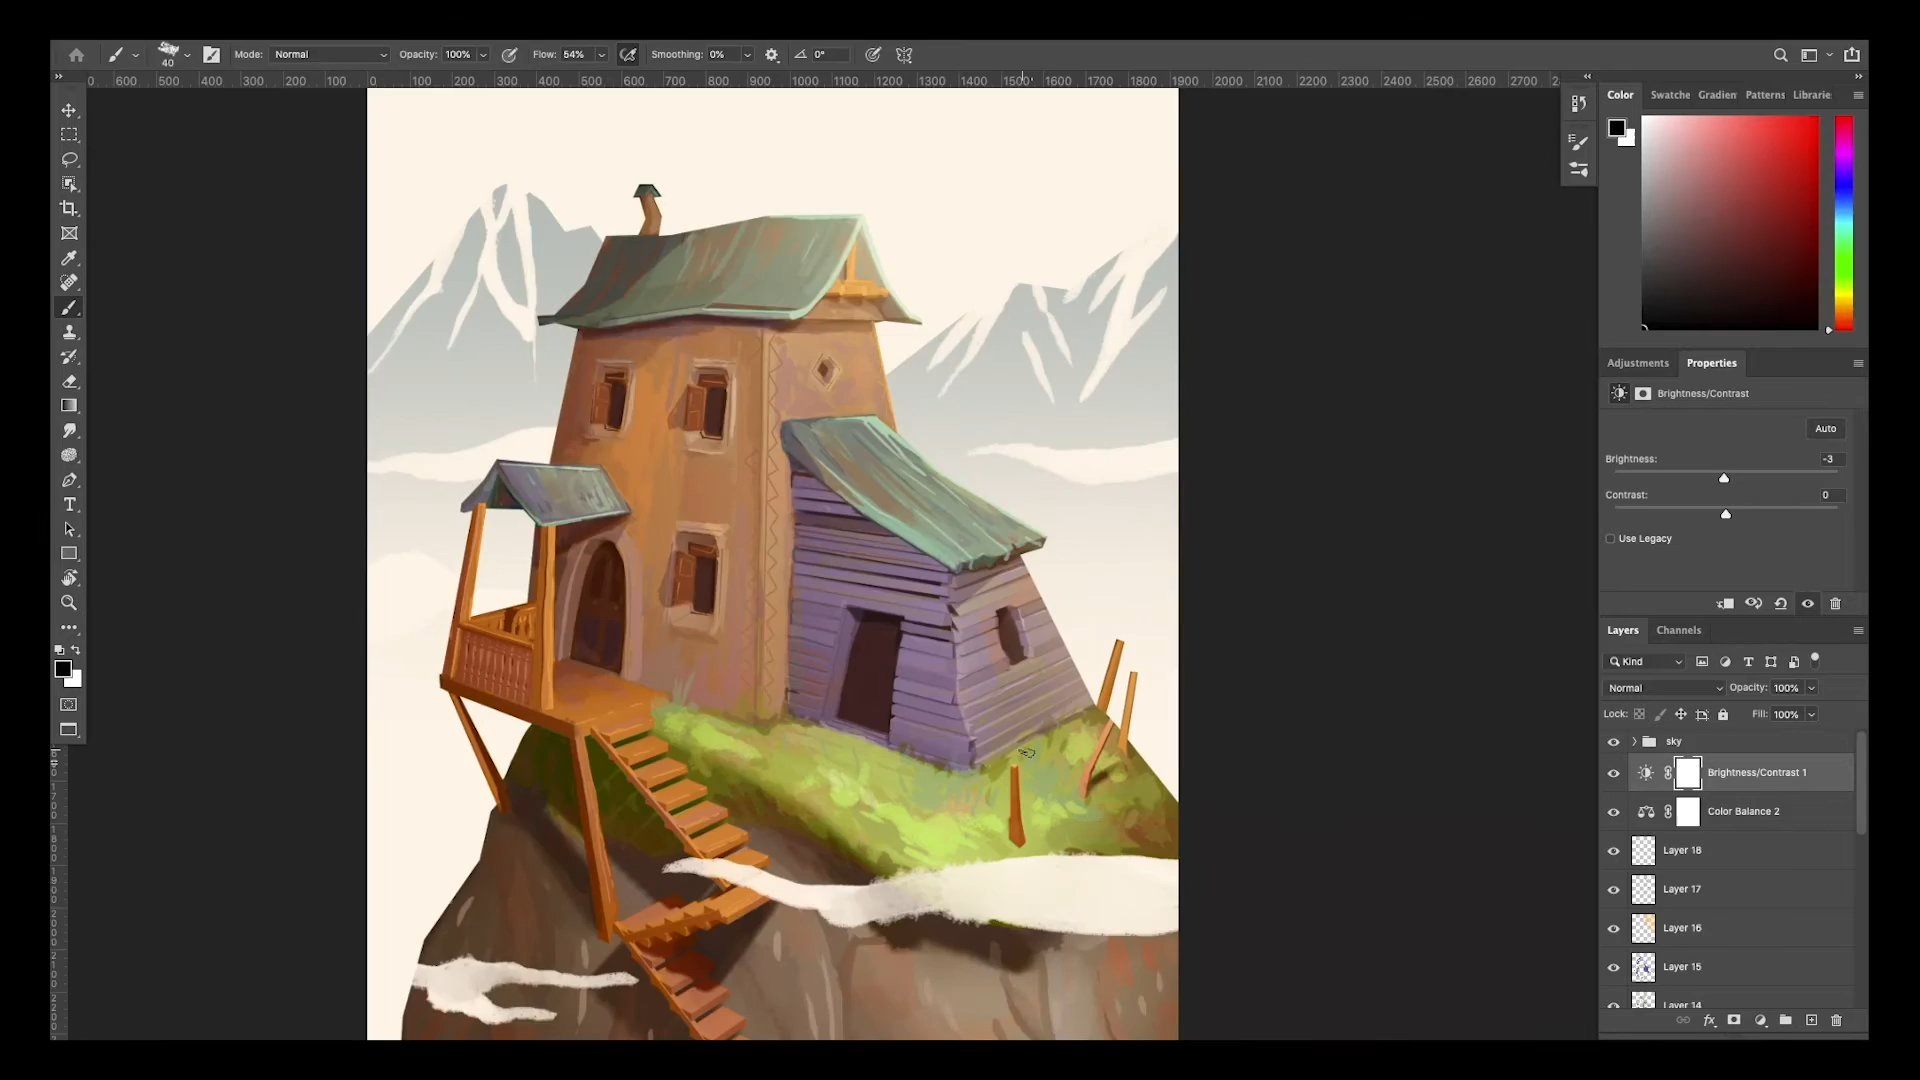 40
Mode: Normal
Opacity: 100%
Flow: 54%
Smoothing: 0%
0°
0 600 500 400 300 200 100 0 100 200 300 400 500 600 700 800 900 1000 1100 1200 1300 1400 1500 1600 1700 1800 1900 2000 2100 2200 2300 2400 2500 2600 2700
Color Swatche Gradien Patterns Librarie
Adjustments Properties
Brightness/Contrast
Auto
Brightness: -3
Contrast: 0
Use Legacy
Layers Channels
Kind
Normal Opacity: 100%
Lock: Fill: 100%
sky
Brightness/Contrast 1
Color Balance 2
Layer 18
Layer 17
Layer 16
Layer 15
Layer 14